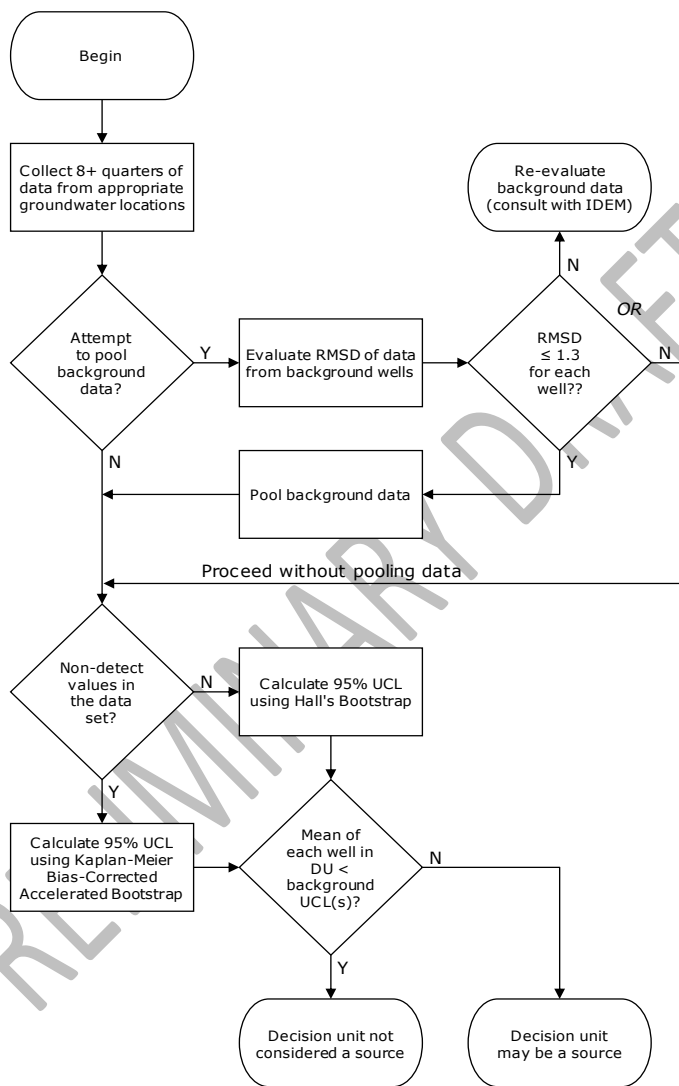 Begin
Collect 8+ quarters of
data from appropriate
groundwater locations
Re-evaluate
background data
(consult with IDEM)
N
OR
Attempt
to pool
background
data?
Y
Evaluate RMSD of data
from background wells
RMSD
≤ 1.3
for each
well??
N
N
Y
Pool background data
Proceed without pooling data
Non-detect
values in
the data
set?
N
Calculate 95% UCL
using Hall's Bootstrap
Y
Calculate 95% UCL
using Kaplan-Meier
Bias-Corrected
Accelerated Bootstrap
Mean of
each well in
DU <
background
UCL(s)?
N
Y
Decision unit not
considered a source
Decision unit
may be a source
PRELIMINARY DRAFT